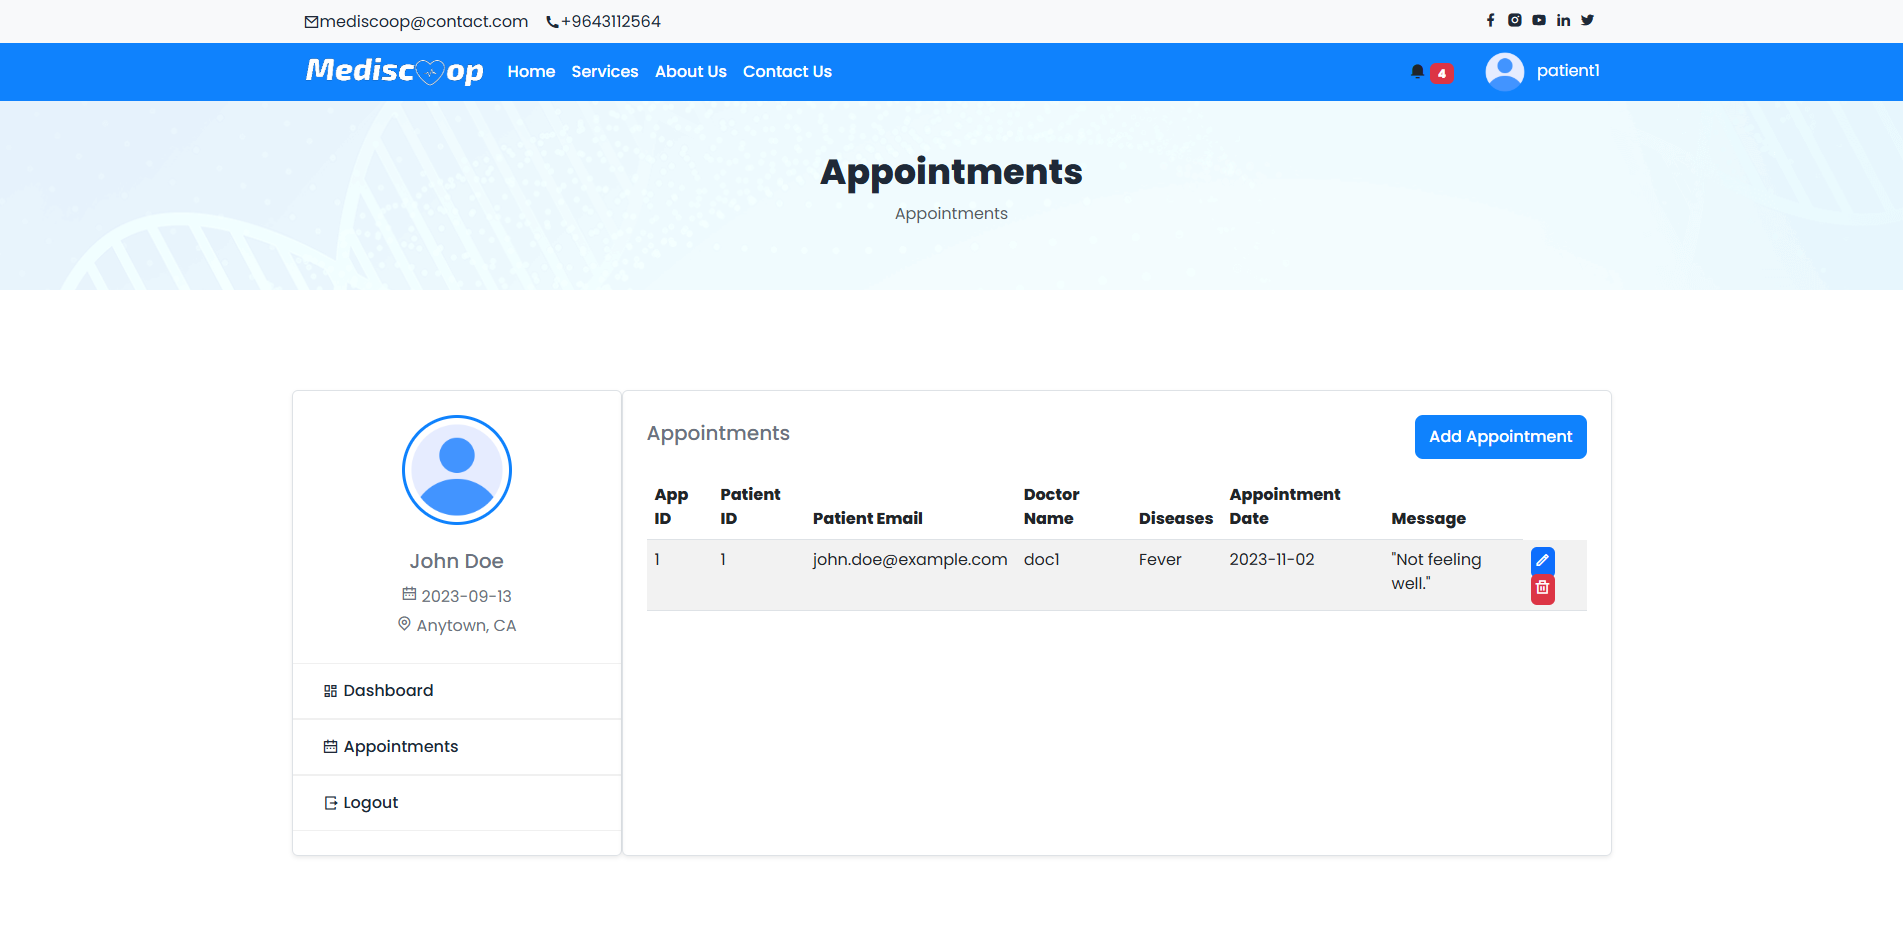 mediscoop@contact.com +9643112564
Mediscoop Home Services About Us Contact Us 4 patient1
Appointments
Appointments
John Doe
2023-09-13
Anytown, CA
Dashboard
Appointments
Logout
Appointments Add Appointment
App ID Patient ID Patient Email Doctor Name Diseases Appointment Date Message
1 1 john.doe@example.com doc1 Fever 2023-11-02 "Not feeling
well."